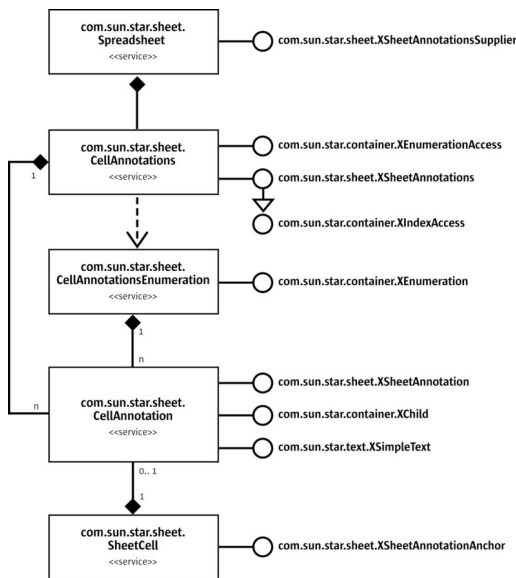 com.sun.star.sheet.
Spreadsheet
<<service>>
com.sun.star.sheet.XSheetAnnotationsSupplier
com.sun.star.sheet.
CellAnnotations
<<service>>
com.sun.star.container.XEnumerationAccess
com.sun.star.sheet.XSheetAnnotations
1
com.sun.star.container.XIndexAccess
com.sun.star.sheet.
CellAnnotationsEnumeration
<<service>>
com.sun.star.container.XEnumeration
1
n
com.sun.star.sheet.
CellAnnotation
<<service>>
com.sun.star.sheet.XSheetAnnotation
com.sun.star.container.XChild
com.sun.star.text.XSimpleText
n
0.. 1
1
com.sun.star.sheet.
SheetCell
<<service>>
com.sun.star.sheet.XSheetAnnotationAnchor